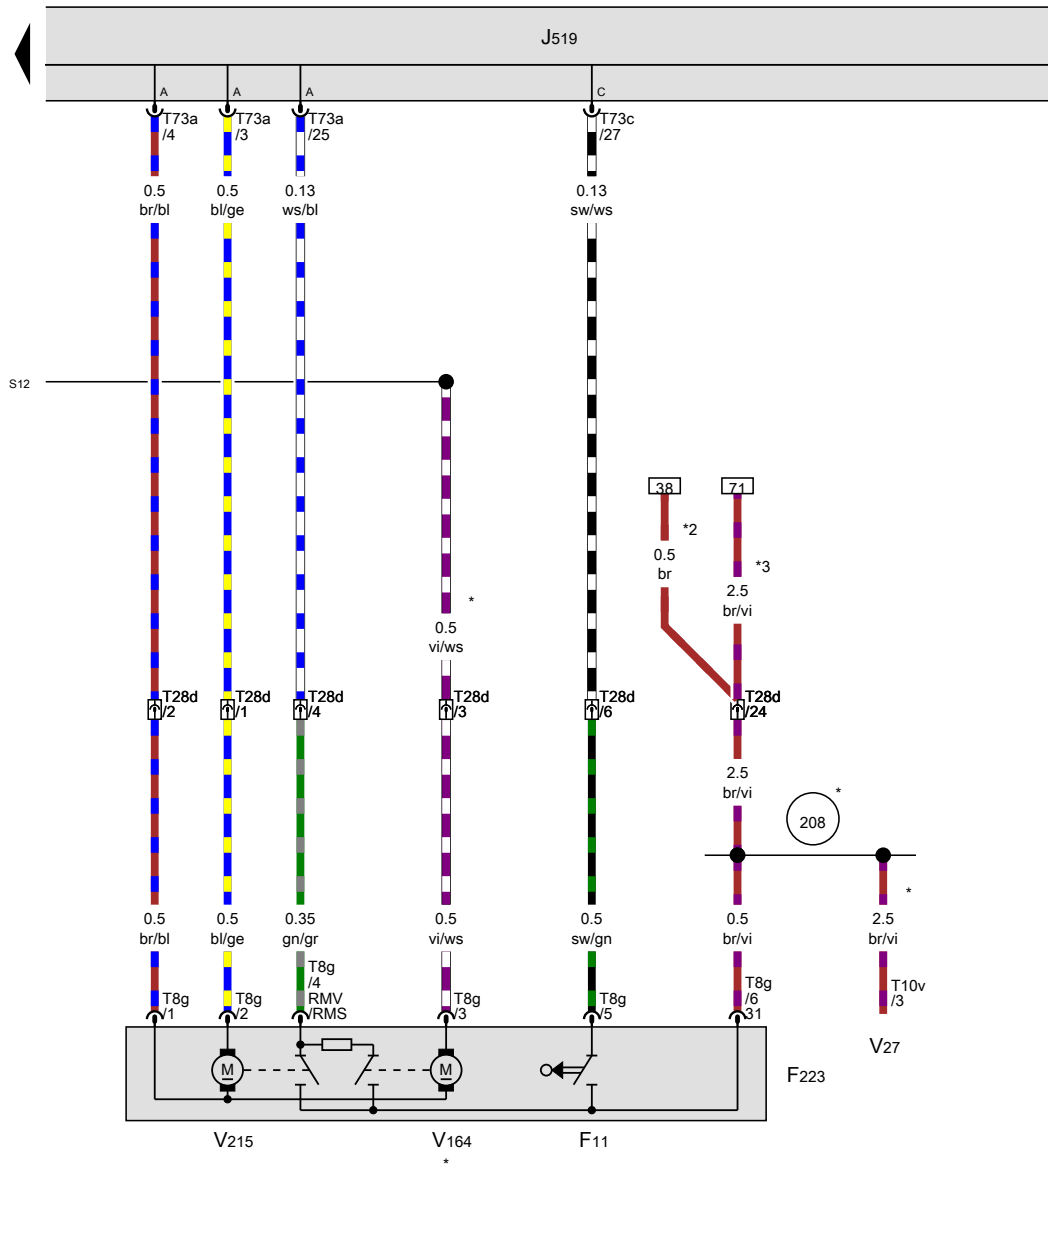 J519
A
A
A
C
T73a
/4
T73a
/3
T73a
/25
T73c
/27
0.5
br/bl
0.5
bl/ge
0.13
ws/bl
0.13
sw/ws
S12
38
71
*2
0.5
br
*3
2.5
br/vi
*
0.5
vi/ws
T28d
/2
T28d
/1
T28d
/4
T28d
/3
T28d
/6
T28d
/24
2.5
br/vi
*
208
*
0.5
br/bl
0.5
bl/ge
0.35
gn/gr
0.5
vi/ws
0.5
sw/gn
0.5
br/vi
2.5
br/vi
T8g
/1
T8g
/2
T8g
/4
RMV
/RMS
T8g
/3
T8g
/5
T8g
/6
31
T10v
/3
V27
M
M
F223
V215
V164
*
F11